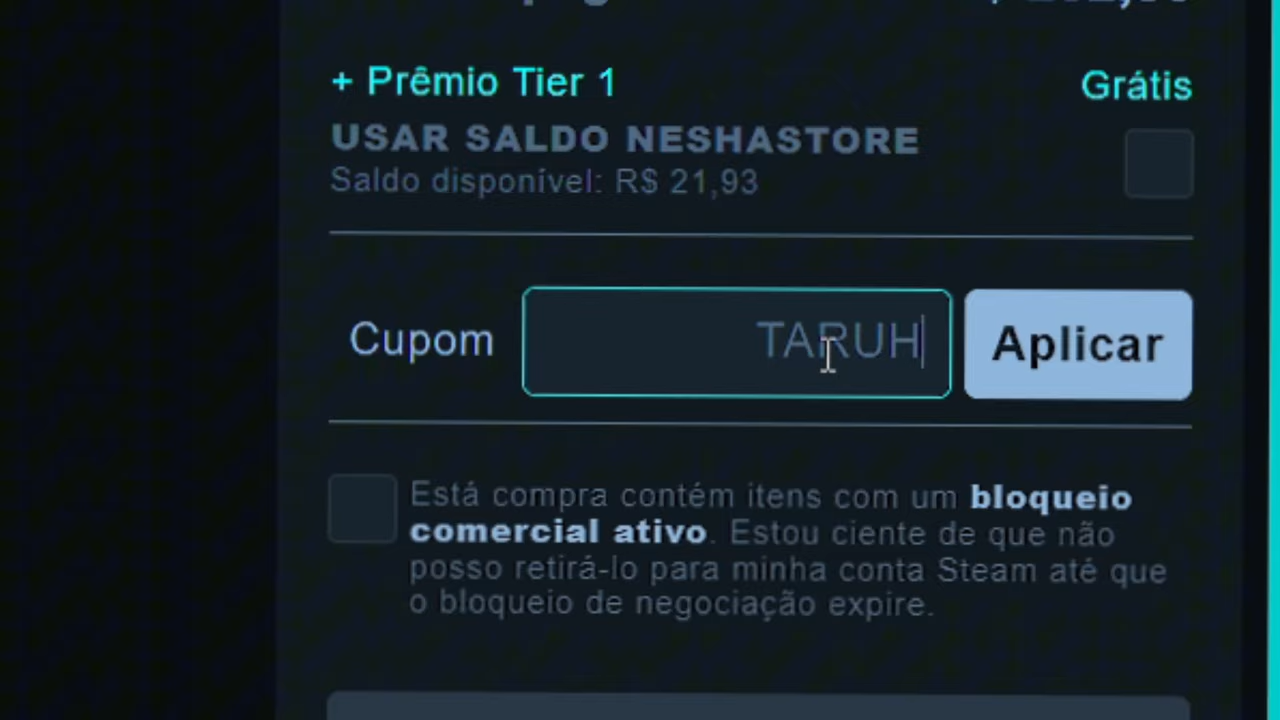 + Prêmio Tier 1 Grátis
USAR SALDO NESHASTORE
Saldo disponível: R$ 21,93
Cupom TARUH Aplicar
Está compra contém itens com um bloqueio
comercial ativo. Estou ciente de que não
posso retirá-lo para minha conta Steam até que
o bloqueio de negociação expire.